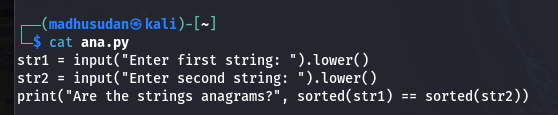 ┌──(madhusudan㉿kali)-[~]
└─$ cat ana.py
str1 = input("Enter first string: ").lower()
str2 = input("Enter second string: ").lower()
print("Are the strings anagrams?", sorted(str1) == sorted(str2))